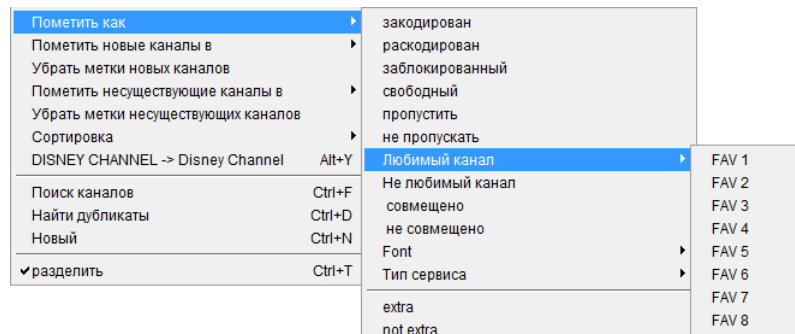 Пометить как
Пометить новые каналы в
Убрать метки новых каналов
Пометить несуществующие каналы в
Убрать метки несуществующих каналов
Сортировка
DISNEY CHANNEL -> Disney Channel Alt+Y
Поиск каналов Ctrl+F
Найти дубликаты Ctrl+D
Новый Ctrl+N
разделить Ctrl+T
закодирован
раскодирован
заблокированный
свободный
пропустить
не пропускать
Любимый канал
Не любимый канал
совмещено
не совмещено
Font
Тип сервиса
extra
not extra
FAV 1
FAV 2
FAV 3
FAV 4
FAV 5
FAV 6
FAV 7
FAV 8